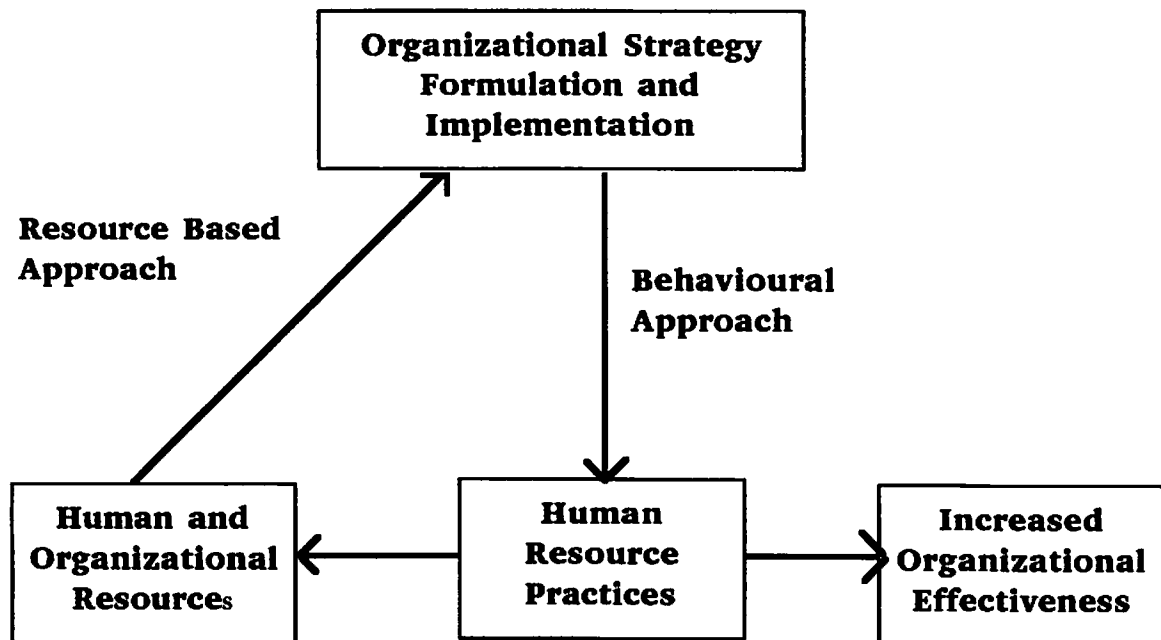 Organizational Strategy
Formulation and
Implementation
Resource Based
Approach
Behavioural
Approach
Human and
Organizational
Resources
Human
Resource
Practices
Increased
Organizational
Effectiveness